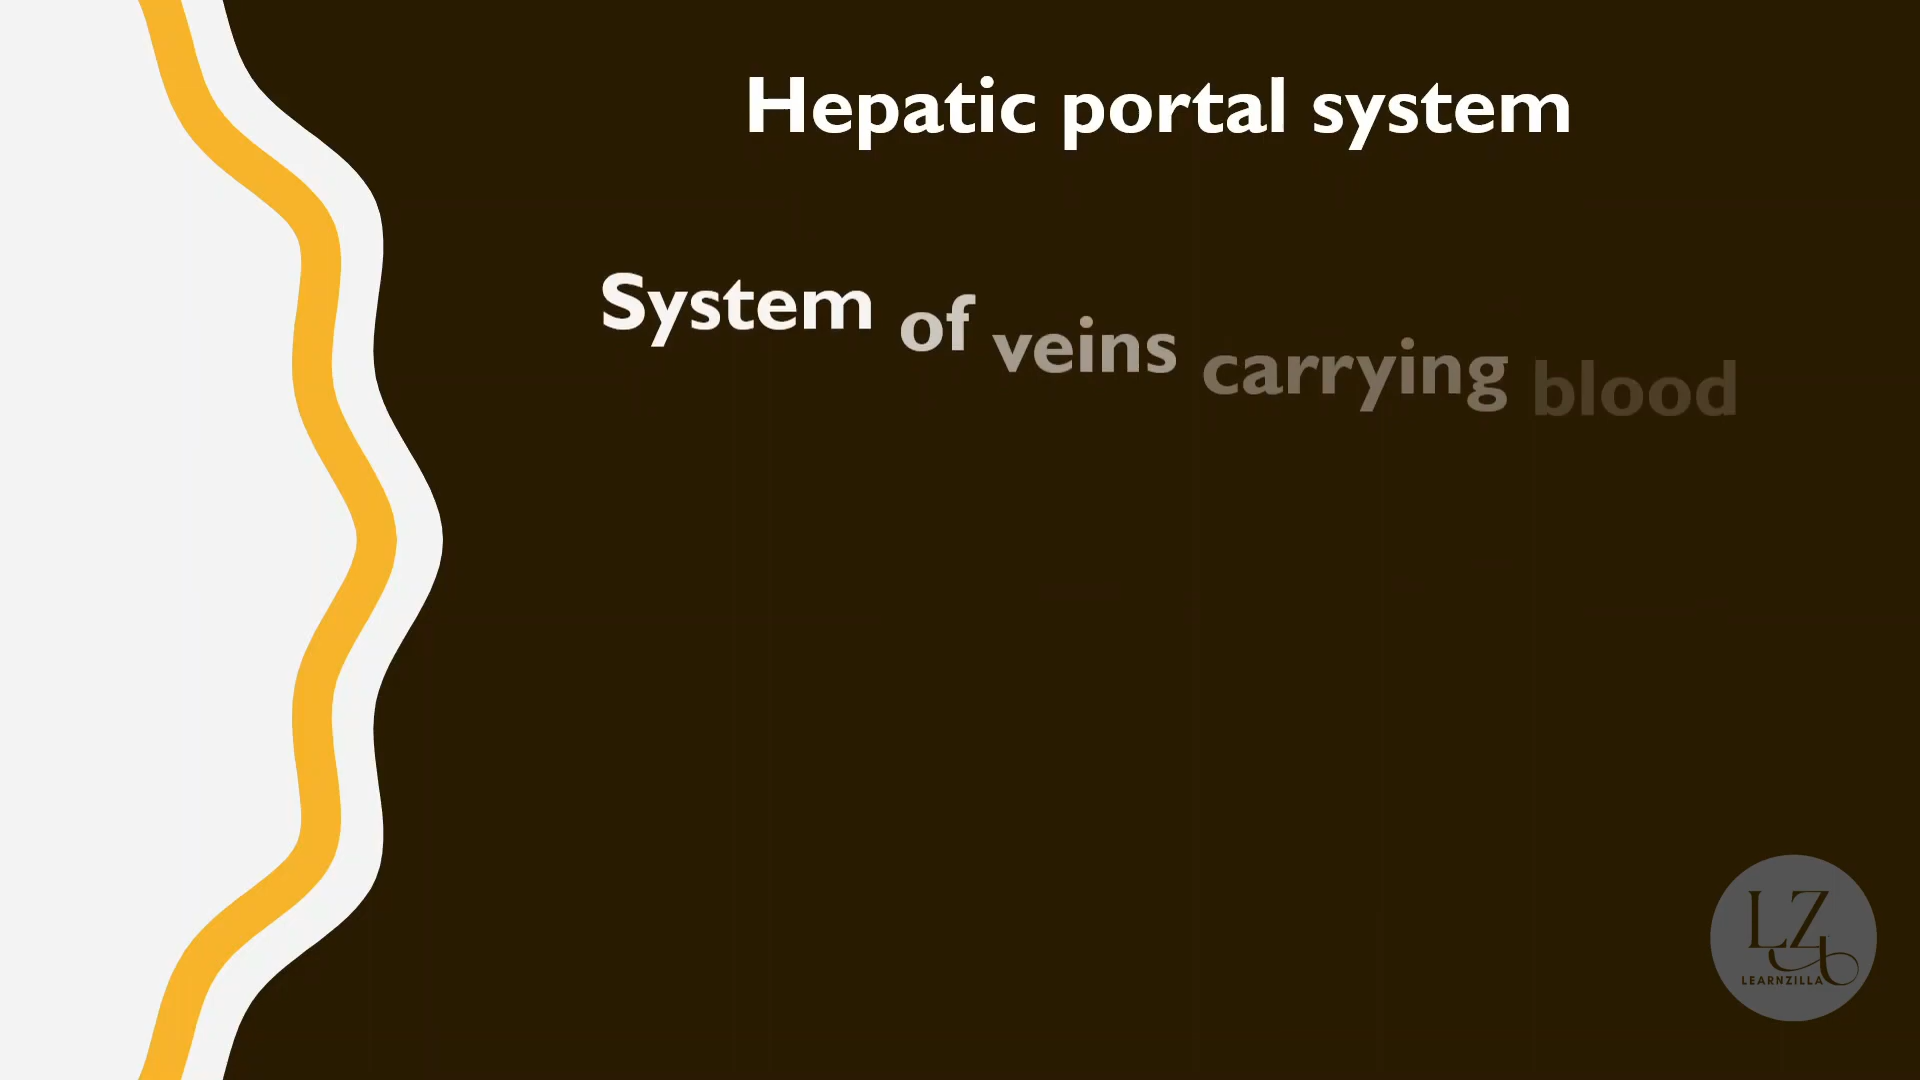 Hepatic portal system
System of veins carrying blood
LZ
LEARNZILLA